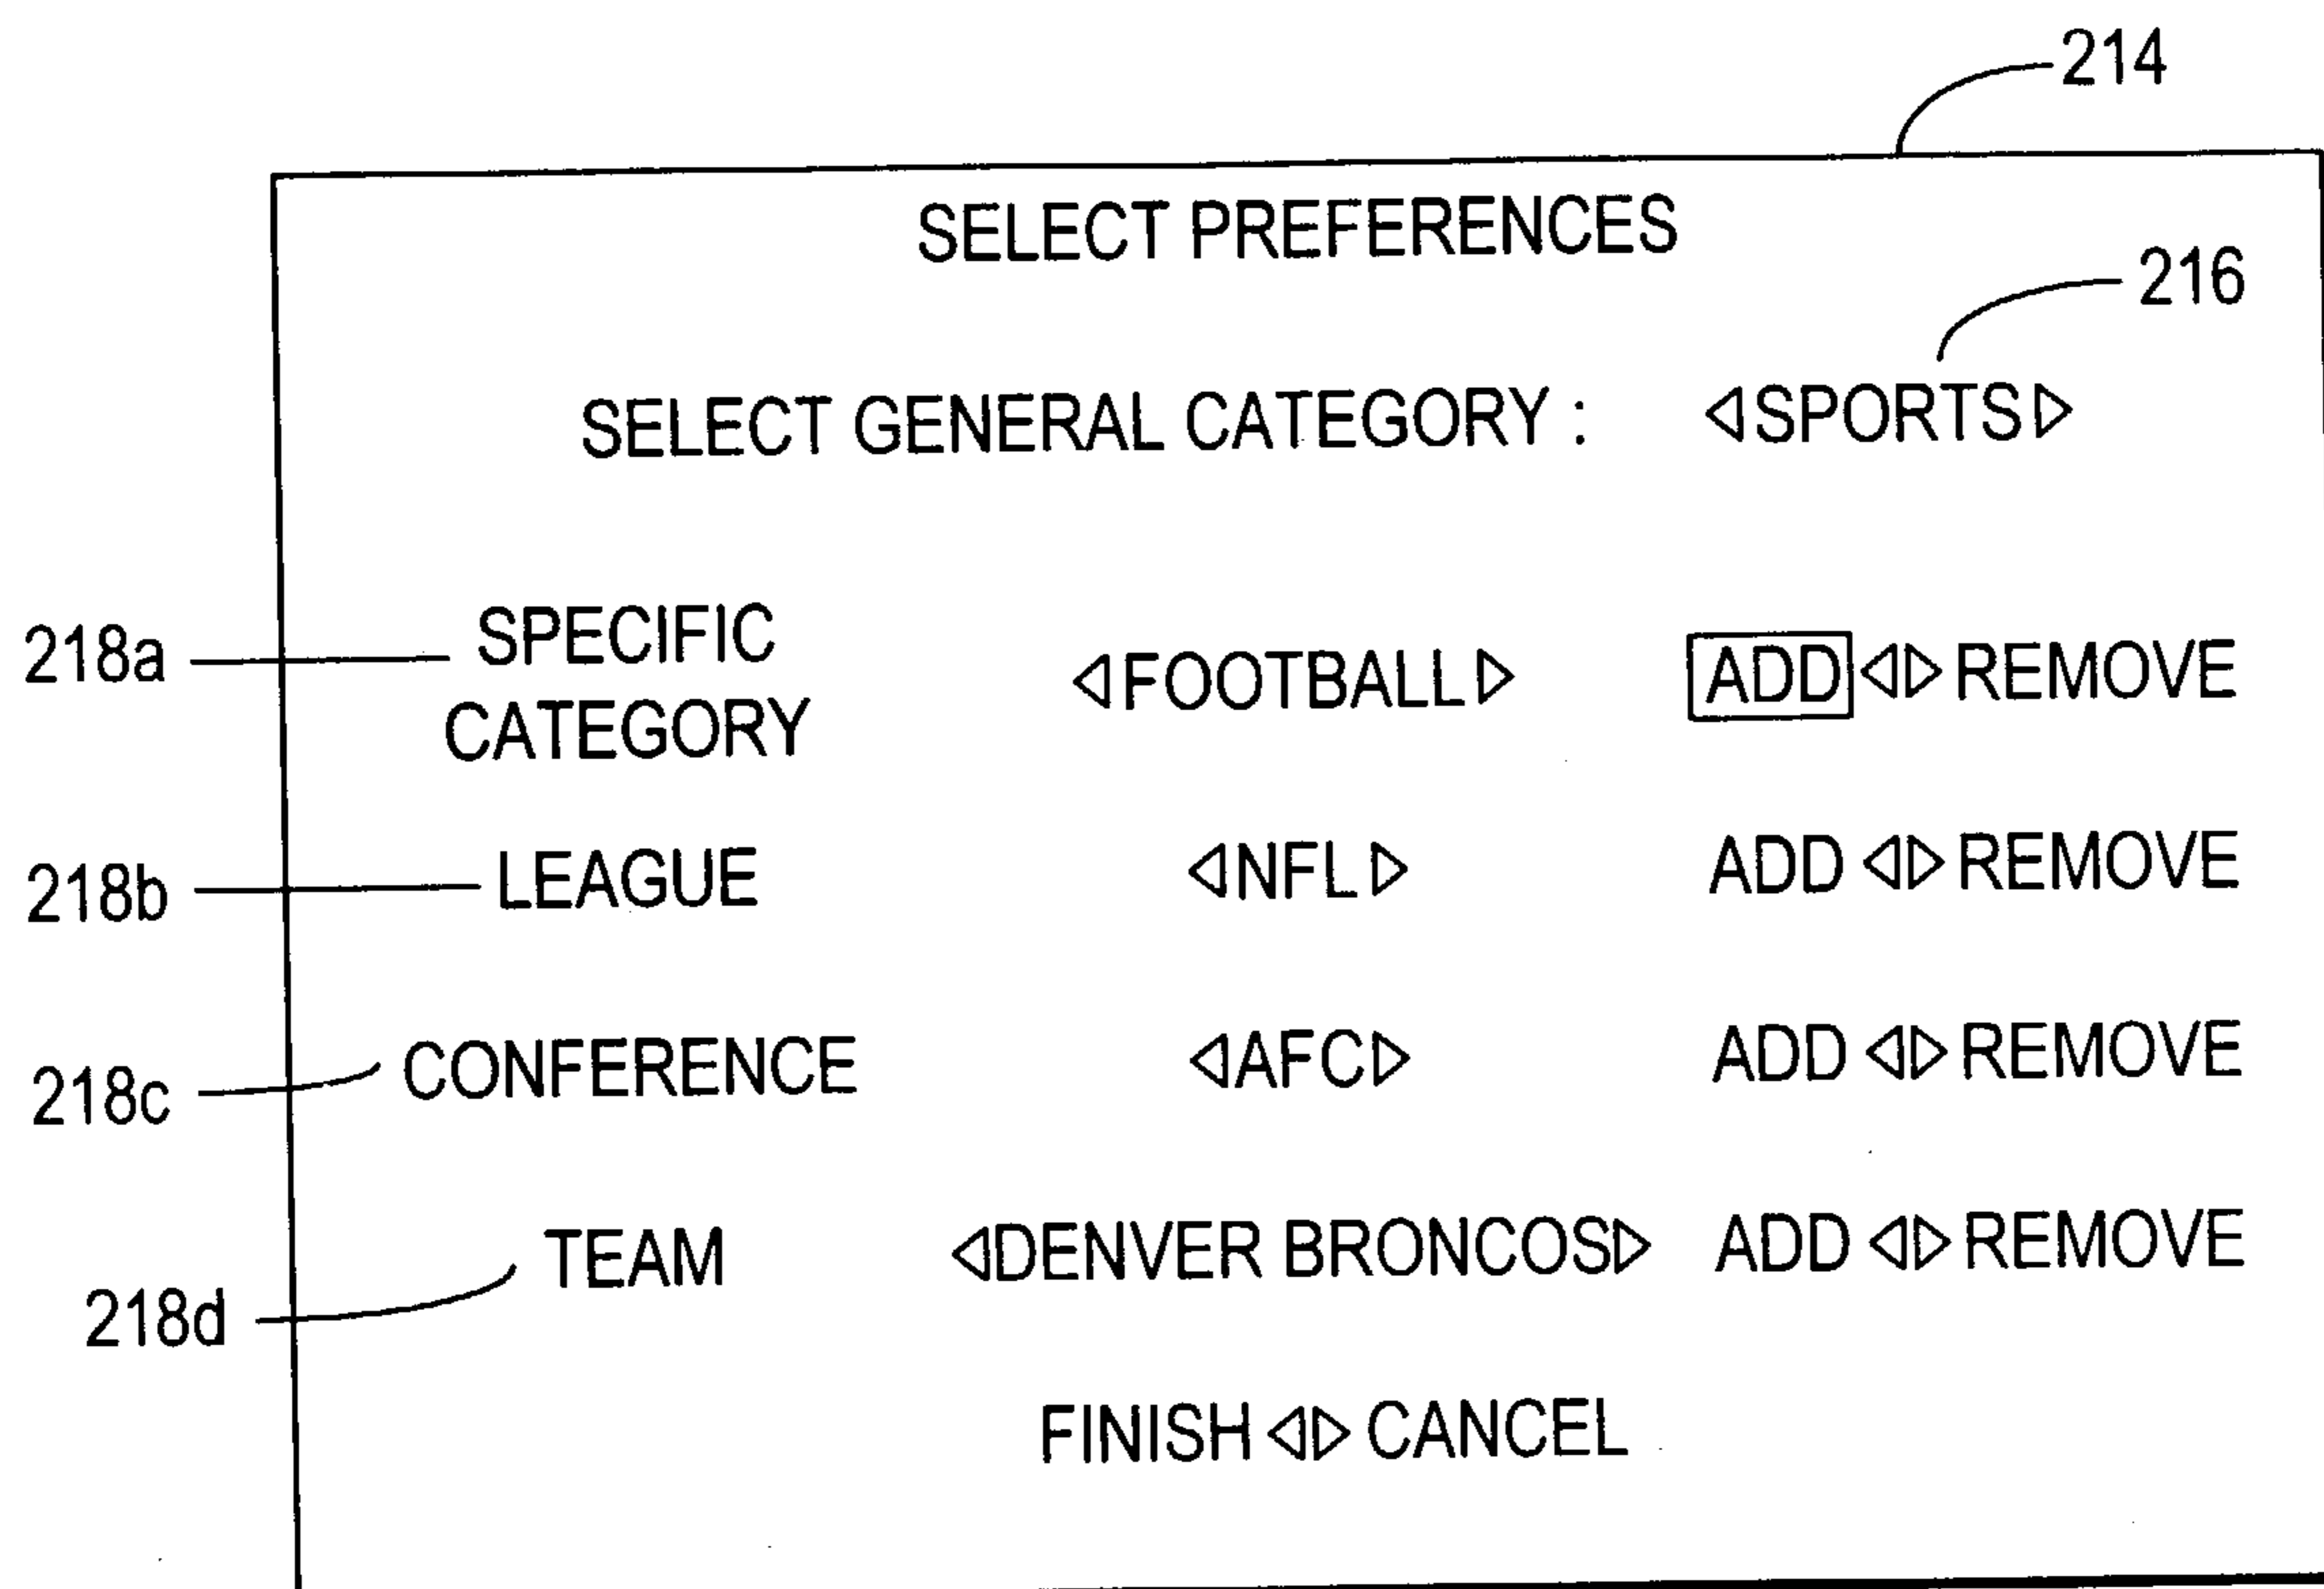 214
SELECT PREFERENCES
216
SELECT GENERAL CATEGORY : ◁SPORTS▷
218a SPECIFIC CATEGORY ◁FOOTBALL▷ ADD ◁▷ REMOVE
218b LEAGUE ◁NFL▷ ADD ◁▷ REMOVE
218c CONFERENCE ◁AFC▷ ADD ◁▷ REMOVE
218d TEAM ◁DENVER BRONCOS▷ ADD ◁▷ REMOVE
FINISH ◁▷ CANCEL